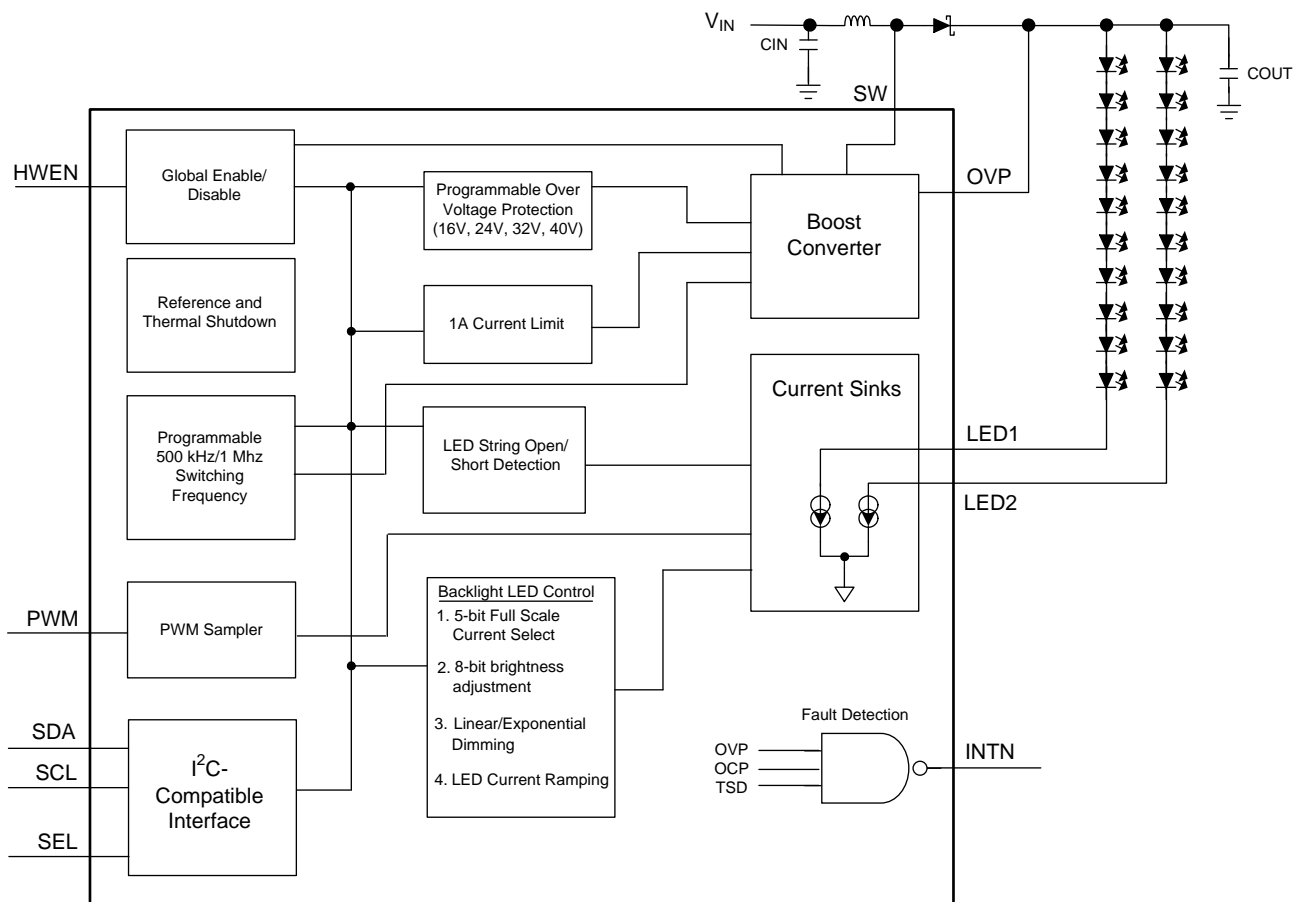 VIN
CIN
COUT
SW
HWEN
Global Enable/
Disable
Programmable Over
Voltage Protection
(16V, 24V, 32V, 40V)
Boost
Converter
OVP
Reference and
Thermal Shutdown
1A Current Limit
Current Sinks
Programmable
500 kHz/1 Mhz
Switching
Frequency
LED String Open/
Short Detection
LED1
LED2
PWM
PWM Sampler
Backlight LED Control
1. 5-bit Full Scale
Current Select
2. 8-bit brightness
adjustment
3. Linear/Exponential
Dimming
4. LED Current Ramping
SDA
SCL
SEL
I2C-
Compatible
Interface
Fault Detection
OVP
OCP
TSD
INTN